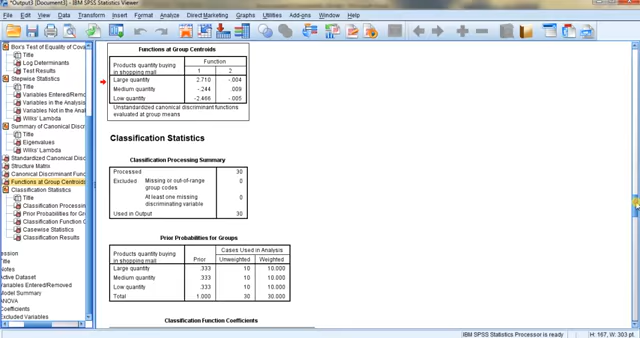 *Output3 [Document3] - IBM SPSS Statistics Viewer
File Edit View Data Transform Insert Format Analyze Direct Marketing Graphs Utilities Add-ons Window Help
Box's Test of Equality of Covari
Title
Log Determinants
Test Results
Stepwise Statistics
Title
Variables Entered/Remov
Variables in the Analysis
Variables Not in the Anal
Wilks' Lambda
Summary of Canonical Discri
Title
Eigenvalues
Wilks' Lambda
Standardized Canonical Disc
Structure Matrix
Canonical Discriminant Func
Functions at Group Centroids
Classification Statistics
Title
Classification Processin
Prior Probabilities for Gr
Classification Function C
Casewise Statistics
Classification Results
ession
Title
Notes
Active Dataset
Variables Entered/Removed
Model Summary
ANOVA
Coefficients
Excluded Variables
Functions at Group Centroids
Products quantity buying in shopping mall
Function
1 2
Large quantity 2.710 -.004
Medium quantity -.244 .009
Low quantity -2.466 -.005
Unstandardized canonical discriminant functions
evaluated at group means
Classification Statistics
Classification Processing Summary
Processed 30
Excluded Missing or out-of-range group codes 0
At least one missing discriminating variable 0
Used in Output 30
Prior Probabilities for Groups
Products quantity buying in shopping mall
Prior
Cases Used in Analysis
Unweighted Weighted
Large quantity .333 10 10.000
Medium quantity .333 10 10.000
Low quantity .333 10 10.000
Total 1.000 30 30.000
Classification Function Coefficients
IBM SPSS Statistics Processor is ready
H: 167, W: 303 pt.